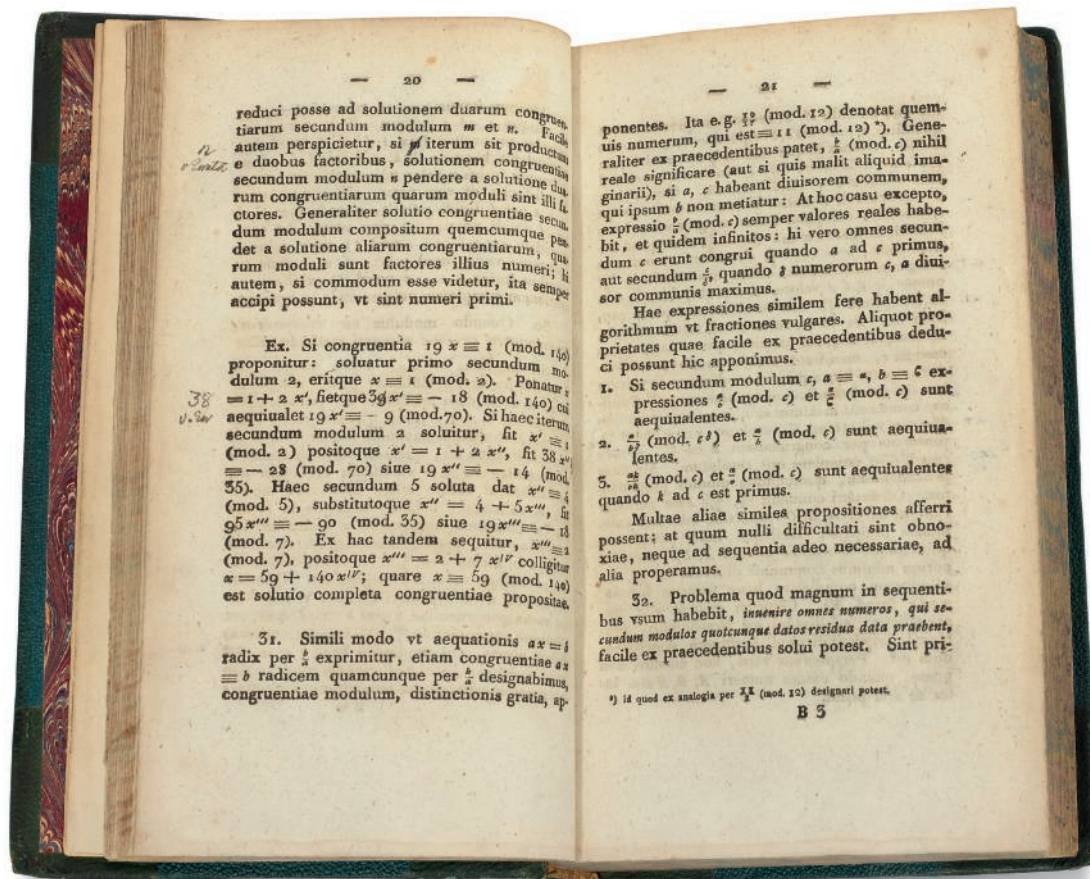 — 20 —
reduci posse ad solutionem duarum congruen-
tiarum secundum modulum m et n. Facile
autem perspicietur, si iterum sit productum
n
e duobus factoribus, solutionem congruentiae
secundum modulum n pendere a solutione dua-
rum congruentiarum quarum moduli sint illi fa-
ctores. Generaliter solutio congruentiae secun-
dum modulum compositum quemcumque pen-
det a solutione aliarum congruentiarum, qua-
rum moduli sunt factores illius numeri; hi
autem, si commodum esse videtur, ita semper
accipi possunt, vt sint numeri primi.
Ex. Si congruentia 19 x ≡ 1 (mod. 140)
proponitur: soluatur primo secundum mo-
dulum 2, eritque x ≡ 1 (mod. 2). Ponatur x
= 1 + 2 x', fietque 39 x' ≡ — 18 (mod. 140) cui
38
aequiualet 19 x' ≡ — 9 (mod. 70). Si haec iterum
secundum modulum 2 soluitur, fit x' ≡ 1
(mod. 2) positoque x' = 1 + 2 x'', fit 38 x''
≡ — 28 (mod. 70) siue 19 x'' ≡ — 14 (mod.
35). Haec secundum 5 soluta dat x'' ≡ 4
(mod. 5), substitutoque x'' = 4 + 5x''', fit
95 x''' ≡ — 90 (mod. 35) siue 19 x''' ≡ — 18
(mod. 7). Ex hac tandem sequitur, x''' ≡ 2
(mod. 7), positoque x''' = 2 + 7 x^IV colligitur
x = 59 + 140 x^IV; quare x ≡ 59 (mod. 140)
est solutio completa congruentiae propositae.
31. Simili modo vt aequationis ax = b
radix per b/a exprimitur, etiam congruentiae ax
≡ b radicem quamcunque per b/a designabimus,
congruentiae modulum, distinctionis gratia, ap-
— 21 —
ponentes. Ita e. g. 19/17 (mod. 12) denotat quem-
uis numerum, qui est ≡ 11 (mod. 12) *). Gene-
raliter ex praecedentibus patet, b/a (mod. c) nihil
reale significare (aut si quis malit aliquid ima-
ginarii), si a, c habeant diuisorem communem,
qui ipsum b non metiatur: At hoc casu excepto,
expressio b/a (mod. c) semper valores reales habe-
bit, et quidem infinitos: hi vero omnes secun-
dum c erunt congrui quando a ad c primus,
aut secundum c/δ, quando δ numerorum c, a diui-
sor communis maximus.
Hae expressiones similem fere habent al-
gorithmum vt fractiones vulgares. Aliquot pro-
prietates quae facile ex praecedentibus dedu-
ci possunt hic apponimus.
1. Si secundum modulum c, a ≡ α, b ≡ ϐ ex-
pressiones a/b (mod. c) et α/ϐ (mod. c) sunt
aequiualentes.
2. aδ/bδ (mod. cδ) et a/b (mod. c) sunt aequiua-
lentes.
3. ak/bk (mod. c) et a/b (mod. c) sunt aequiualentes
quando k ad c est primus.
Multae aliae similes propositiones afferri
possent; at quum nulli difficultati sint obno-
xiae, neque ad sequentia adeo necessariae, ad
alia properamus.
32. Problema quod magnum in sequenti-
bus vsum habebit, inuenire omnes numeros, qui se-
cundum modulos quotcunque datos residua data praebent,
facile ex praecedentibus solui potest. Sint pri-
*) id quod ex analogia per 11/1 (mod. 12) designari potest.
B 3